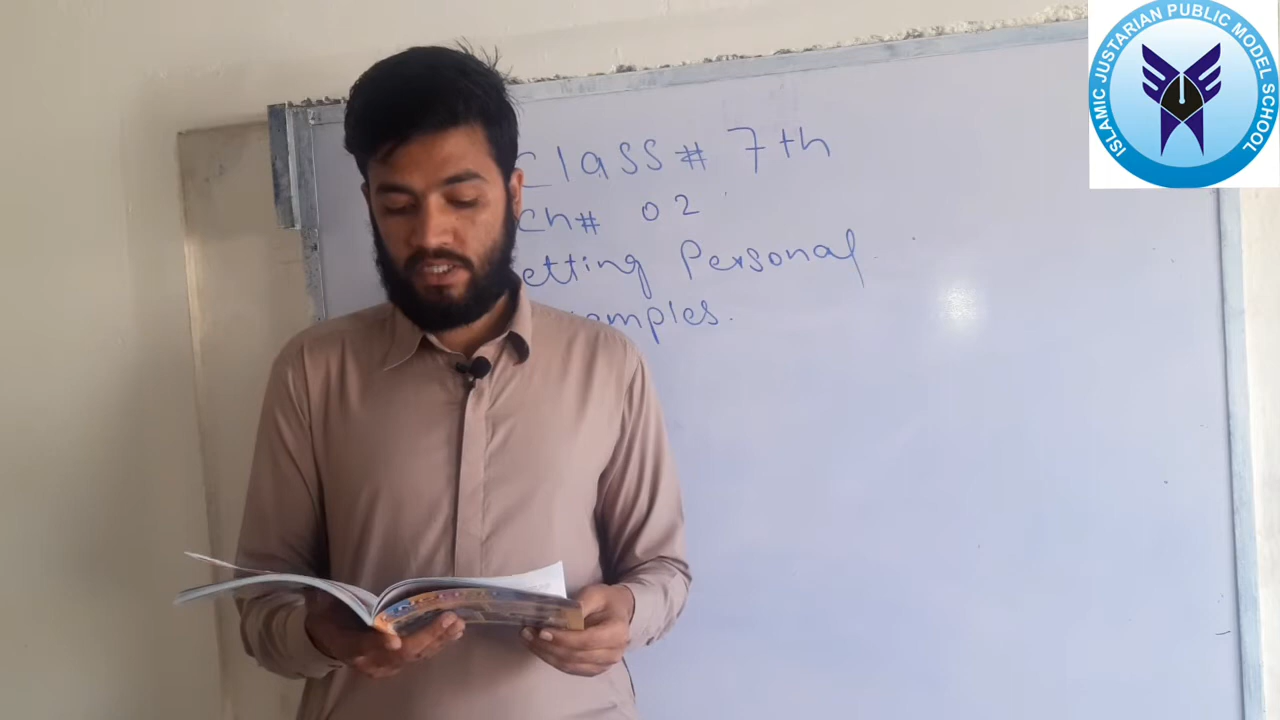 ISLAMIC JUSTARIAN PUBLIC MODEL SCHOOL
Class # 7th
Ch # 02
etting Personal
amples.